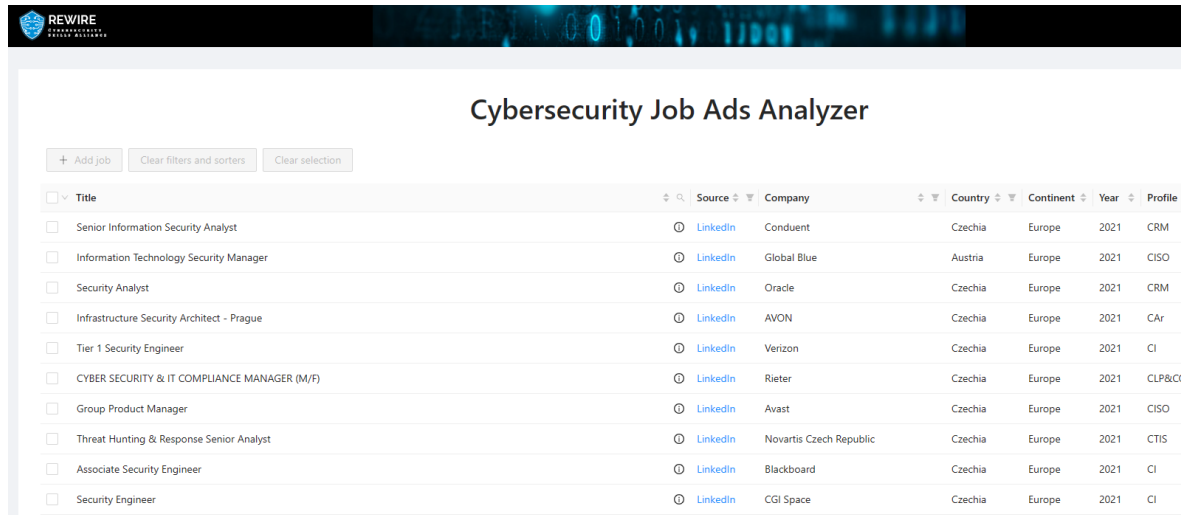 REWIRE
CYBERSECURITY
SKILLS ALLIANCE
Cybersecurity Job Ads Analyzer
+ Add job Clear filters and sorters Clear selection
Title Source Company Country Continent Year Profile
Senior Information Security Analyst LinkedIn Conduent Czechia Europe 2021 CRM
Information Technology Security Manager LinkedIn Global Blue Austria Europe 2021 CISO
Security Analyst LinkedIn Oracle Czechia Europe 2021 CRM
Infrastructure Security Architect - Prague LinkedIn AVON Czechia Europe 2021 CAr
Tier 1 Security Engineer LinkedIn Verizon Czechia Europe 2021 CI
CYBER SECURITY & IT COMPLIANCE MANAGER (M/F) LinkedIn Rieter Czechia Europe 2021 CLP&CO
Group Product Manager LinkedIn Avast Czechia Europe 2021 CISO
Threat Hunting & Response Senior Analyst LinkedIn Novartis Czech Republic Czechia Europe 2021 CTIS
Associate Security Engineer LinkedIn Blackboard Czechia Europe 2021 CI
Security Engineer LinkedIn CGI Space Czechia Europe 2021 CI